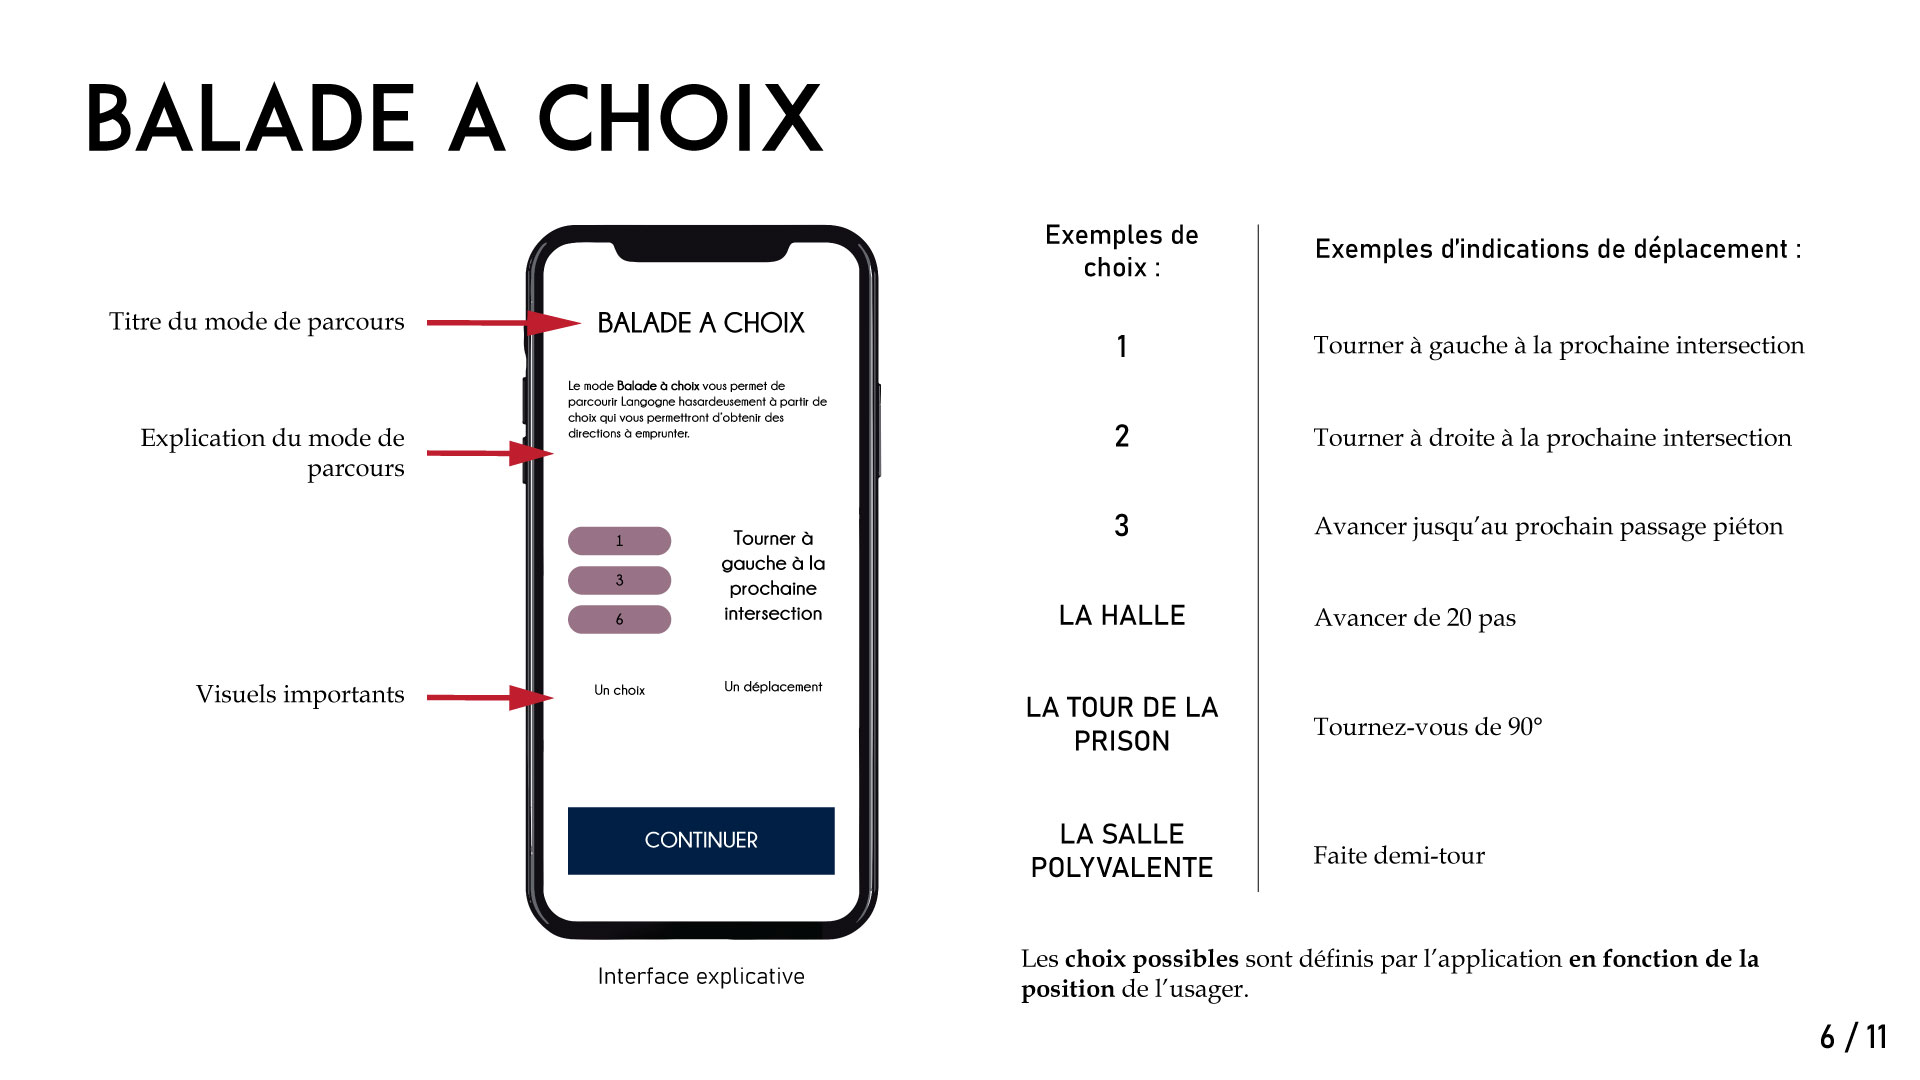 BALADE A CHOIX
Titre du mode de parcours
Explication du mode de
parcours
Visuels importants
BALADE A CHOIX
Le mode Balade à choix vous permet de
parcourir Langogne hasardeusement à partir de
choix qui vous permettront d'obtenir des
directions à emprunter.
1
3
6
Tourner à
gauche à la
prochaine
intersection
Un choix
Un déplacement
CONTINUER
Interface explicative
Exemples de
choix :
Exemples d'indications de déplacement :
1
Tourner à gauche à la prochaine intersection
2
Tourner à droite à la prochaine intersection
3
Avancer jusqu'au prochain passage piéton
LA HALLE
Avancer de 20 pas
LA TOUR DE LA
PRISON
Tournez-vous de 90°
LA SALLE
POLYVALENTE
Faite demi-tour
Les choix possibles sont définis par l'application en fonction de la
position de l'usager.
6 / 11